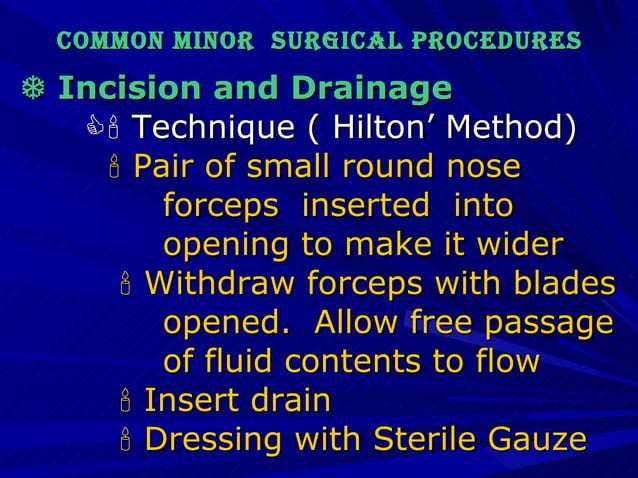 COMMON MINOR SURGICAL PROCEDURES
Incision and Drainage
Technique ( Hilton’ Method)
Pair of small round nose
forceps inserted into
opening to make it wider
Withdraw forceps with blades
opened. Allow free passage
of fluid contents to flow
Insert drain
Dressing with Sterile Gauze